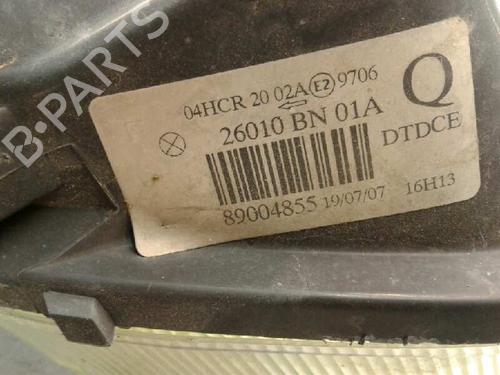 B-PARTS
04HCR 20 02A E2 9706
Q
26010 BN 01A
DTDCE
89004855 19/07/07 16H13